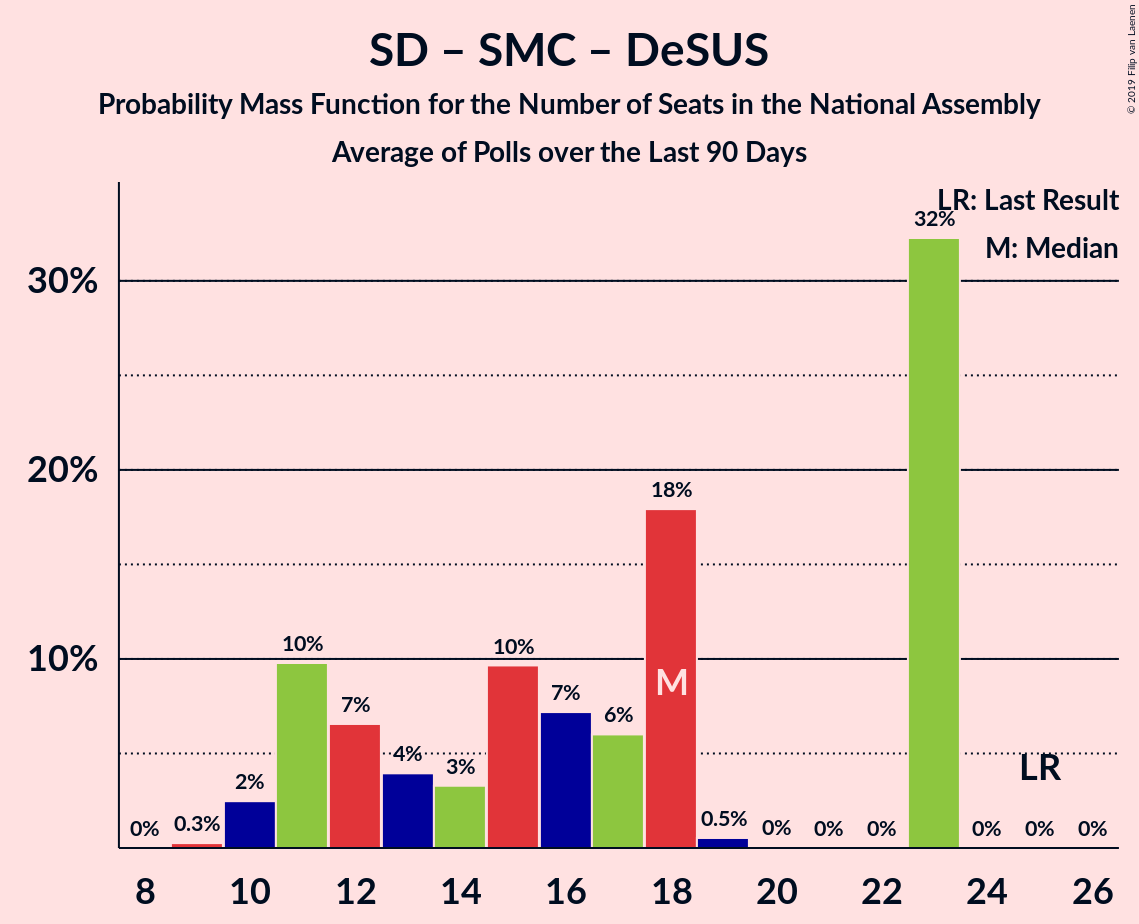 SD – SMC – DeSUS
Probability Mass Function for the Number of Seats in the National Assembly
Average of Polls over the Last 90 Days
© 2019 Filip van Laenen
LR: Last Result
M: Median
30%
20%
10%
0%
0.3%
2%
10%
7%
4%
3%
10%
7%
6%
18%
M
0.5%
0%
0%
0%
32%
0%
0%
LR
0%
8 10 12 14 16 18 20 22 24 26